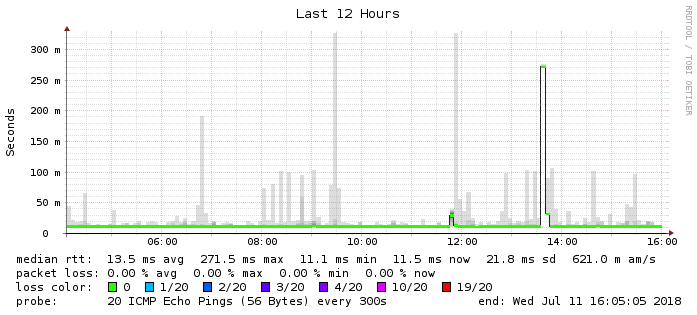 Last 12 Hours
RRDTOOL / TOBI OETIKER
Seconds
300 m
250 m
200 m
150 m
100 m
50 m
0
06:00 08:00 10:00 12:00 14:00 16:00
median rtt: 13.5 ms avg 271.5 ms max 11.1 ms min 11.5 ms now 21.8 ms sd 621.0 m am/s
packet loss: 0.00 % avg 0.00 % max 0.00 % min 0.00 % now
loss color: 0 1/20 2/20 3/20 4/20 10/20 19/20
probe: 20 ICMP Echo Pings (56 Bytes) every 300s end: Wed Jul 11 16:05:05 2018